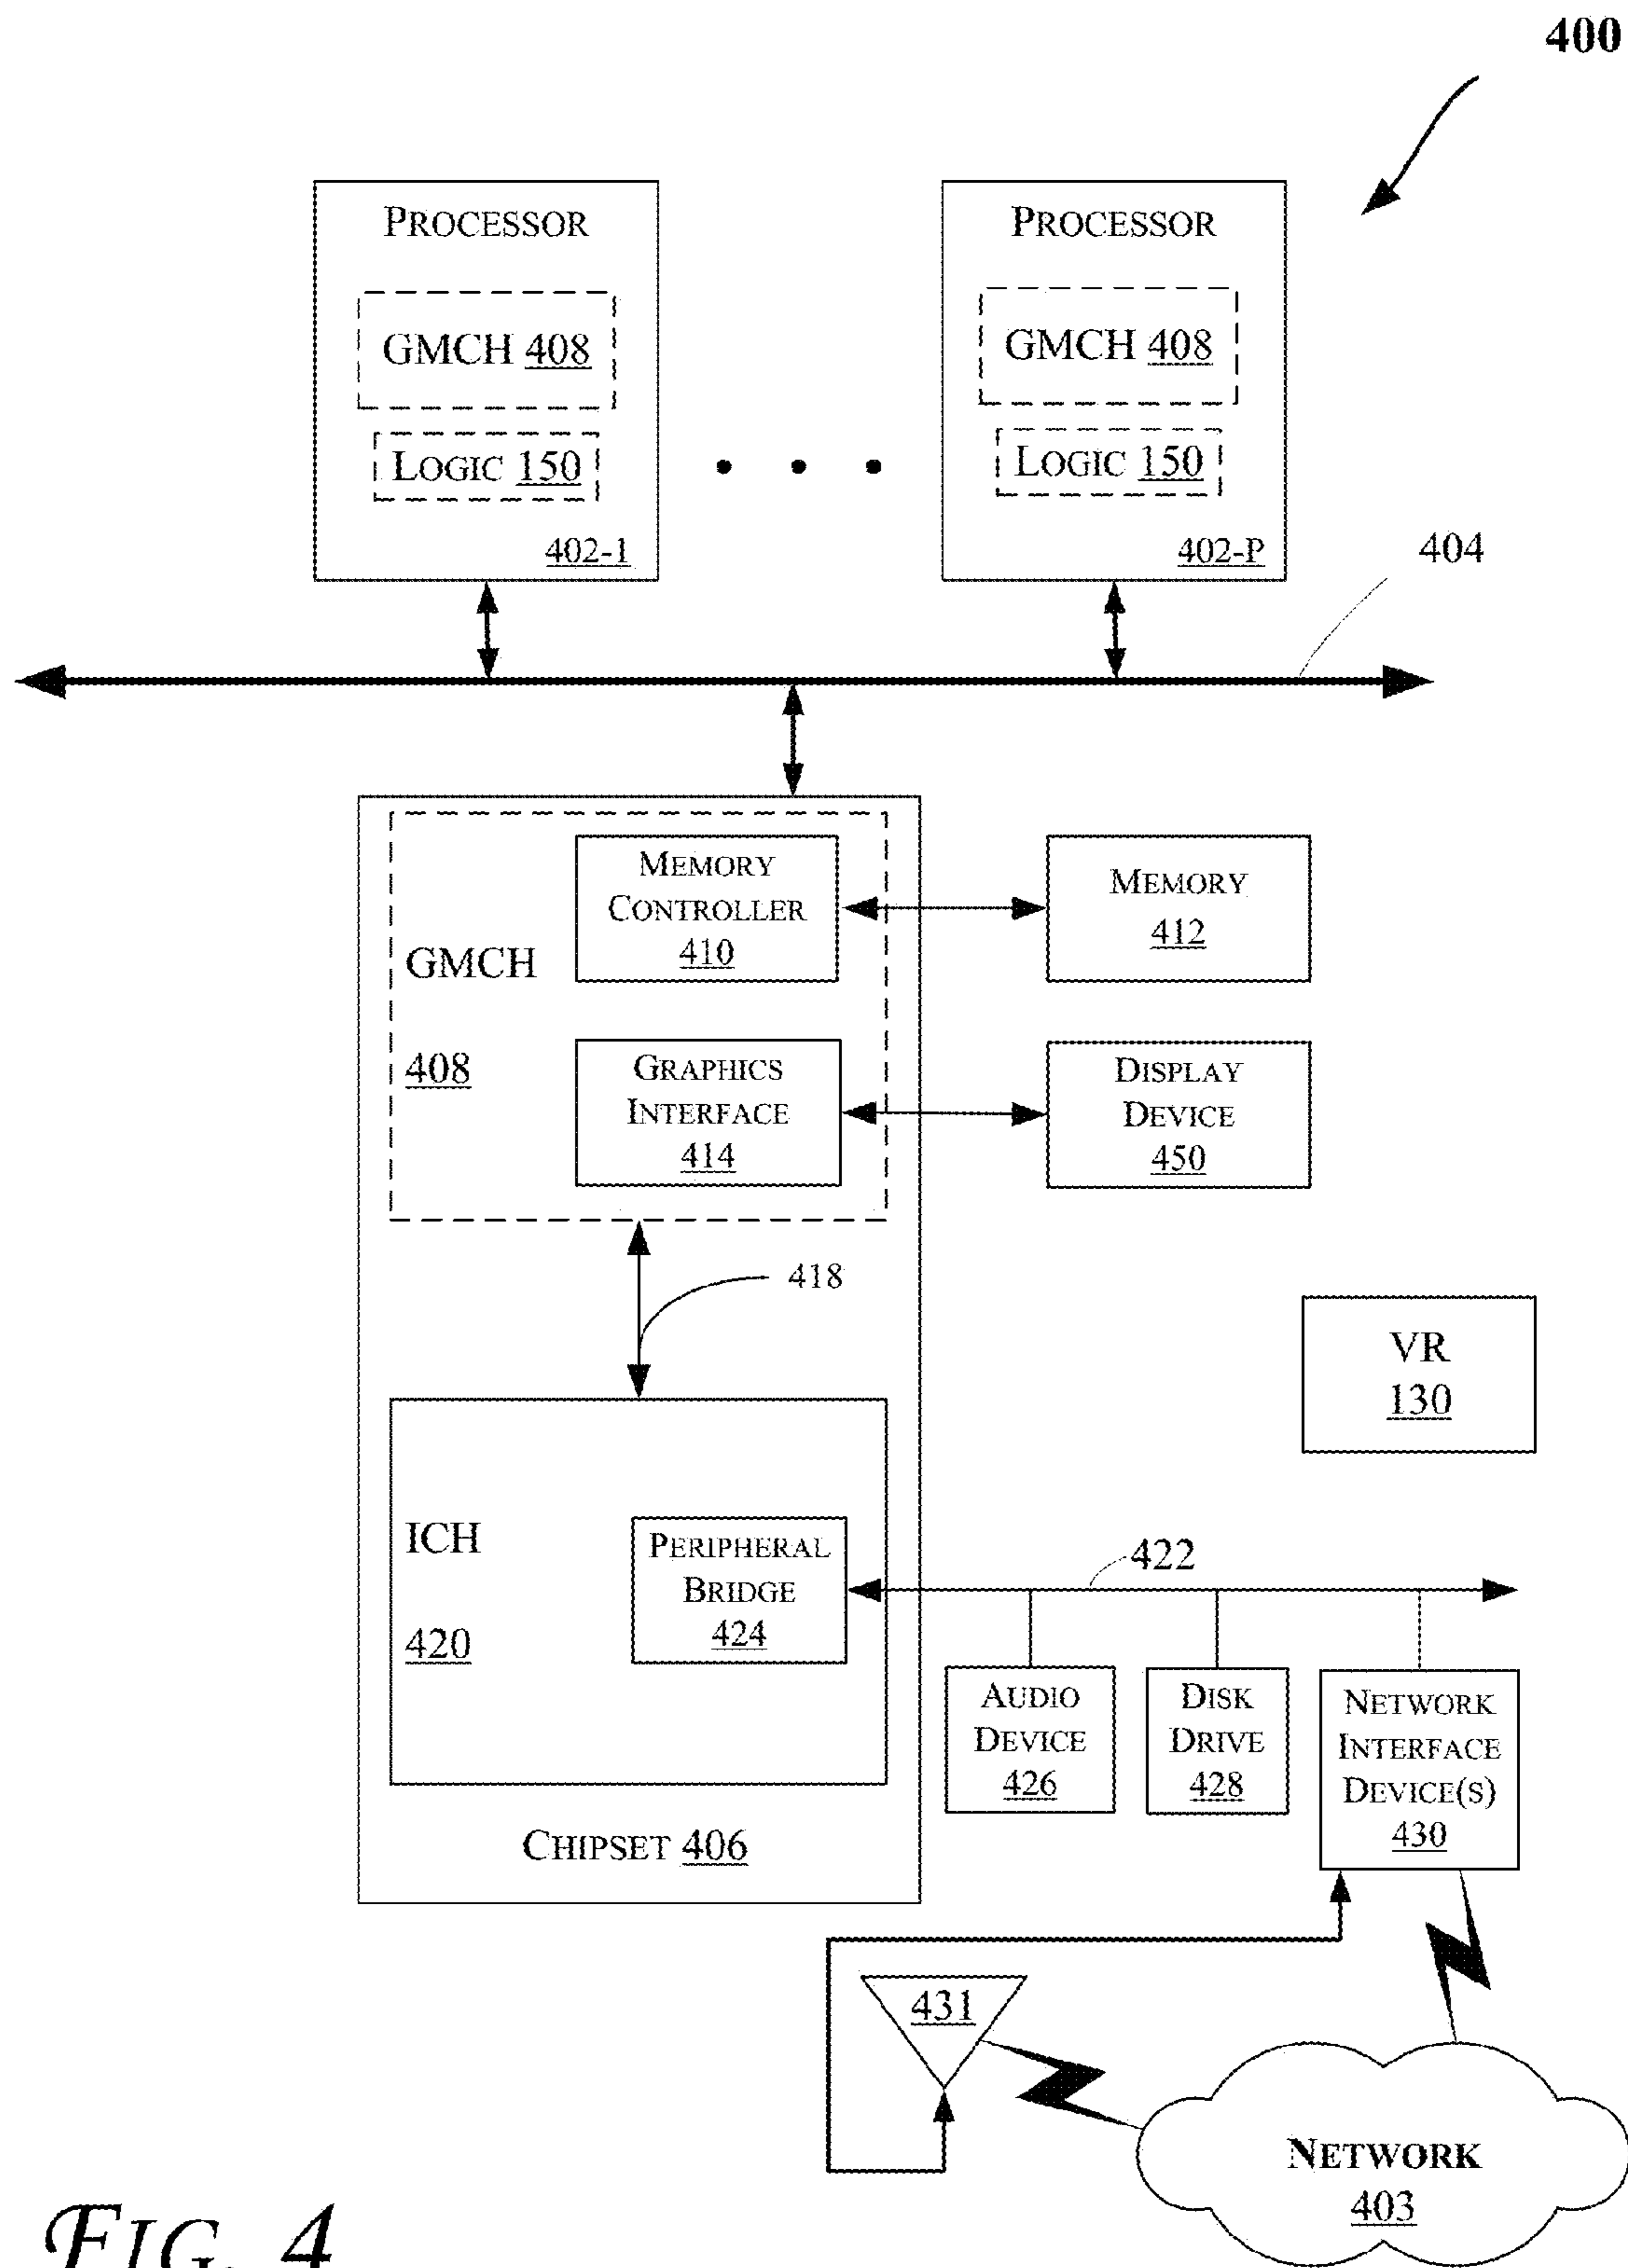 400
PROCESSOR
GMCH 408
LOGIC 150
402-1
PROCESSOR
GMCH 408
LOGIC 150
402-P
404
GMCH
408
MEMORY
CONTROLLER
410
MEMORY
412
GRAPHICS
INTERFACE
414
DISPLAY
DEVICE
450
418
VR
130
ICH
420
PERIPHERAL
BRIDGE
424
422
AUDIO
DEVICE
426
DISK
DRIVE
428
NETWORK
INTERFACE
DEVICE(S)
430
CHIPSET 406
431
NETWORK
403
FIG. 4